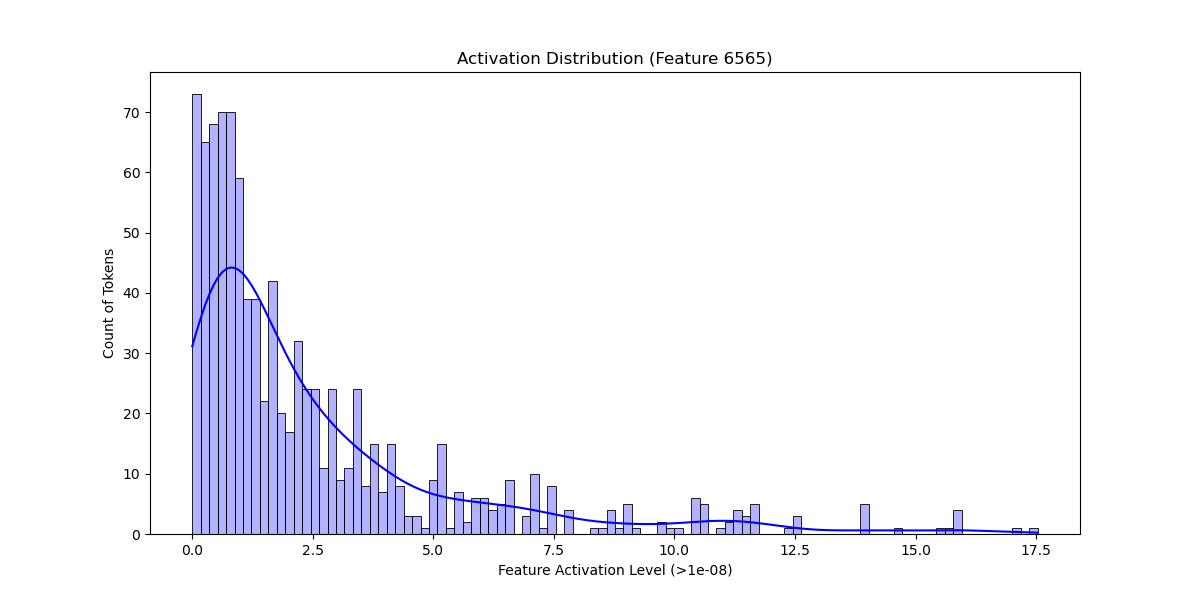 Activation Distribution (Feature 6565)
Count of Tokens
70
60
50
40
30
20
10
0
0.0 2.5 5.0 7.5 10.0 12.5 15.0 17.5
Feature Activation Level (>1e-08)